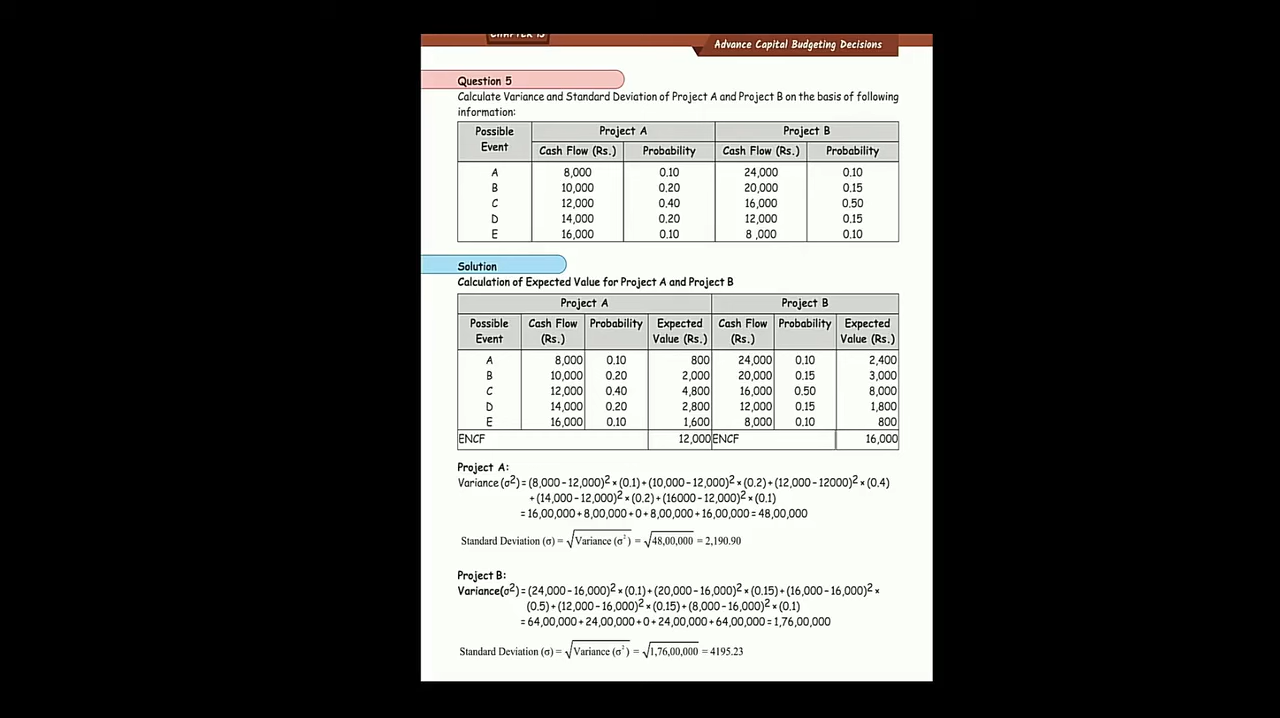 CHAPTER 13
Advance Capital Budgeting Decisions
Question 5
Calculate Variance and Standard Deviation of Project A and Project B on the basis of following
information:
Possible Event Project A Project B
Cash Flow (Rs.) Probability Cash Flow (Rs.) Probability
A 8,000 0.10 24,000 0.10
B 10,000 0.20 20,000 0.15
C 12,000 0.40 16,000 0.50
D 14,000 0.20 12,000 0.15
E 16,000 0.10 8 ,000 0.10
Solution
Calculation of Expected Value for Project A and Project B
Project A Project B
Possible Cash Flow Probability Expected Cash Flow Probability Expected
Event (Rs.) Value (Rs.) (Rs.) Value (Rs.)
A 8,000 0.10 800 24,000 0.10 2,400
B 10,000 0.20 2,000 20,000 0.15 3,000
C 12,000 0.40 4,800 16,000 0.50 8,000
D 14,000 0.20 2,800 12,000 0.15 1,800
E 16,000 0.10 1,600 8,000 0.10 800
ENCF 12,000 ENCF 16,000
Project A:
Variance (σ²) = (8,000 – 12,000)² × (0.1) + (10,000 – 12,000)² × (0.2) + (12,000 – 12000)² × (0.4)
+ (14,000 – 12,000)² × (0.2) + (16000 – 12,000)² × (0.1)
= 16,00,000 + 8,00,000 + 0 + 8,00,000 + 16,00,000 = 48,00,000
Standard Deviation (σ) = √Variance (σ²) = √48,00,000 = 2,190.90
Project B:
Variance(σ²) = (24,000 – 16,000)² × (0.1) + (20,000 – 16,000)² × (0.15) + (16,000 – 16,000)² ×
(0.5) + (12,000 – 16,000)² × (0.15) + (8,000 – 16,000)² × (0.1)
= 64,00,000 + 24,00,000 + 0 + 24,00,000 + 64,00,000 = 1,76,00,000
Standard Deviation (σ) = √Variance (σ²) = √1,76,00,000 = 4195.23